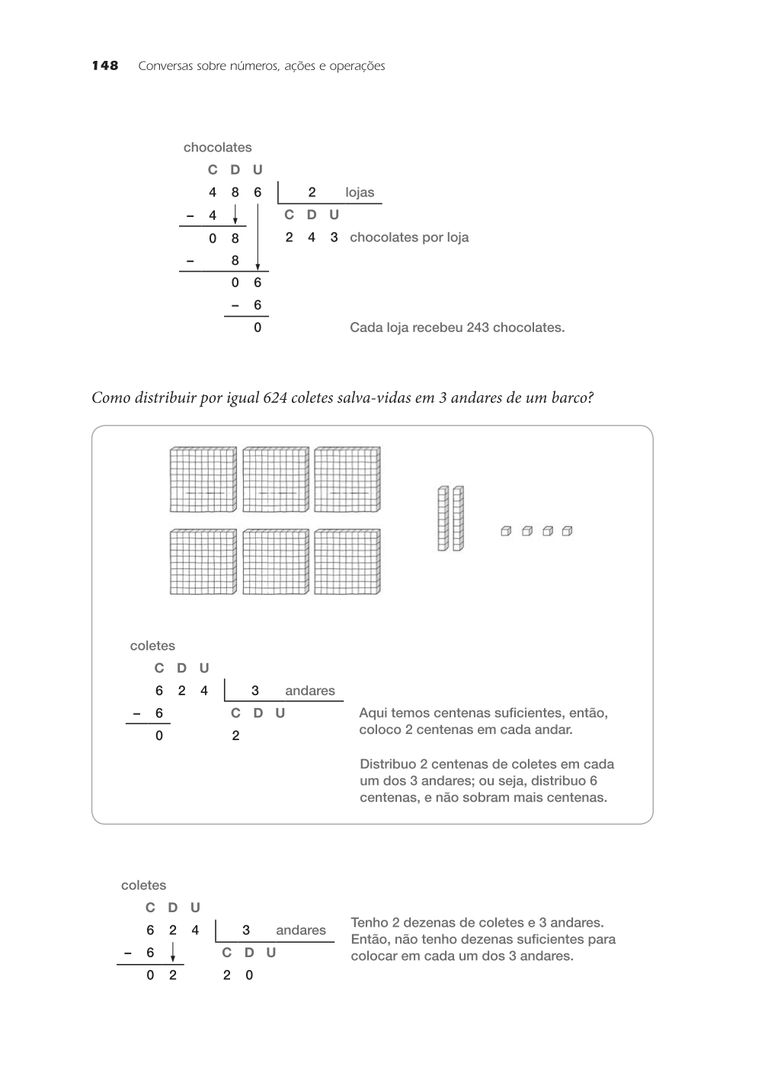 148 Conversas sobre números, ações e operações
chocolates
C D U
4 8 6 2 lojas
– 4 C D U
0 8 2 4 3 chocolates por loja
– 8
0 6
– 6
0 Cada loja recebeu 243 chocolates.
Como distribuir por igual 624 coletes salva-vidas em 3 andares de um barco?
coletes
C D U
6 2 4 3 andares
– 6 C D U
0 2
Aqui temos centenas suficientes, então,
coloco 2 centenas em cada andar.
Distribuo 2 centenas de coletes em cada
um dos 3 andares; ou seja, distribuo 6
centenas, e não sobram mais centenas.
coletes
C D U
6 2 4 3 andares
– 6 C D U
0 2 2 0
Tenho 2 dezenas de coletes e 3 andares.
Então, não tenho dezenas suficientes para
colocar em cada um dos 3 andares.